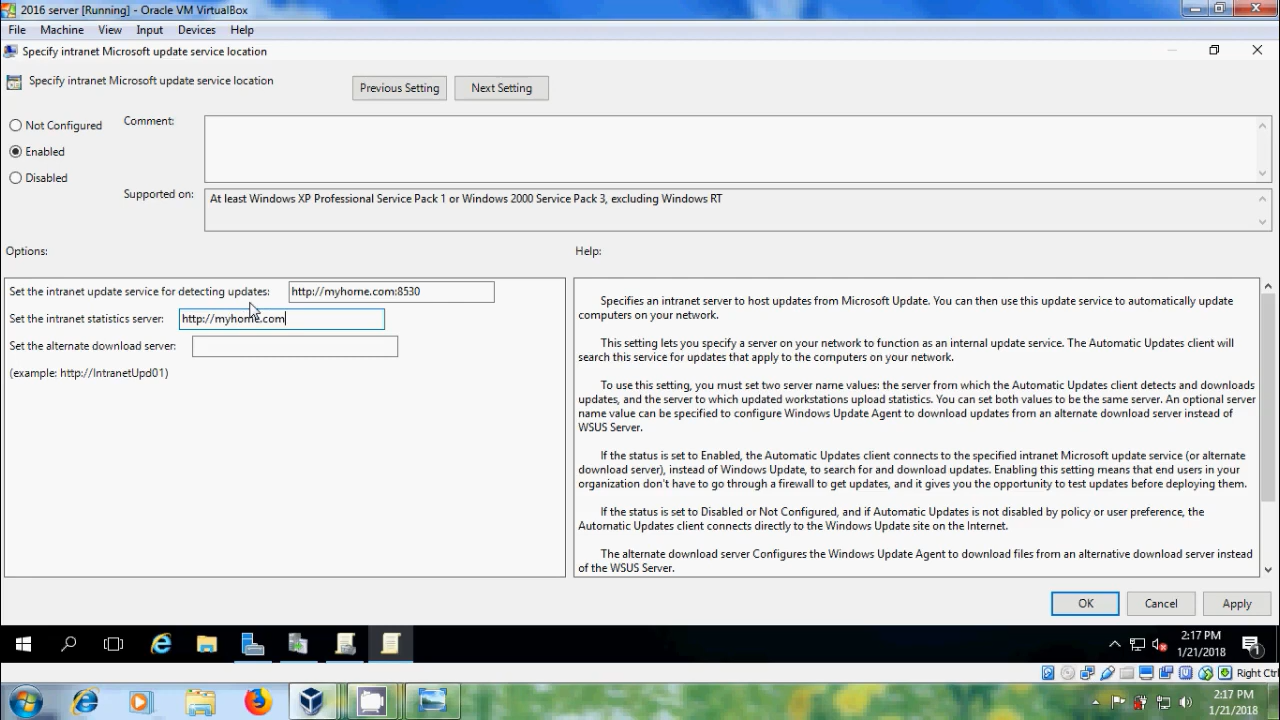 2016 server [Running] - Oracle VM VirtualBox
File Machine View Input Devices Help
Specify intranet Microsoft update service location
Specify intranet Microsoft update service location
Previous Setting Next Setting
Not Configured
Comment:
Enabled
Disabled
Supported on:
At least Windows XP Professional Service Pack 1 or Windows 2000 Service Pack 3, excluding Windows RT
Options:
Help:
Set the intranet update service for detecting updates: http://myhome.com:8530
Set the intranet statistics server: http://myhome.com
Set the alternate download server:
(example: http://IntranetUpd01)
Specifies an intranet server to host updates from Microsoft Update. You can then use this update service to automatically update
computers on your network.
This setting lets you specify a server on your network to function as an internal update service. The Automatic Updates client will
search this service for updates that apply to the computers on your network.
To use this setting, you must set two server name values: the server from which the Automatic Updates client detects and downloads
updates, and the server to which updated workstations upload statistics. You can set both values to be the same server. An optional server
name value can be specified to configure Windows Update Agent to download updates from an alternate download server instead of
WSUS Server.
If the status is set to Enabled, the Automatic Updates client connects to the specified intranet Microsoft update service (or alternate
download server), instead of Windows Update, to search for and download updates. Enabling this setting means that end users in your
organization don't have to go through a firewall to get updates, and it gives you the opportunity to test updates before deploying them.
If the status is set to Disabled or Not Configured, and if Automatic Updates is not disabled by policy or user preference, the
Automatic Updates client connects directly to the Windows Update site on the Internet.
The alternate download server Configures the Windows Update Agent to download files from an alternative download server instead
of the WSUS Server.
OK Cancel Apply
2:17 PM
1/21/2018
1
Right Ctrl
2:17 PM
1/21/2018